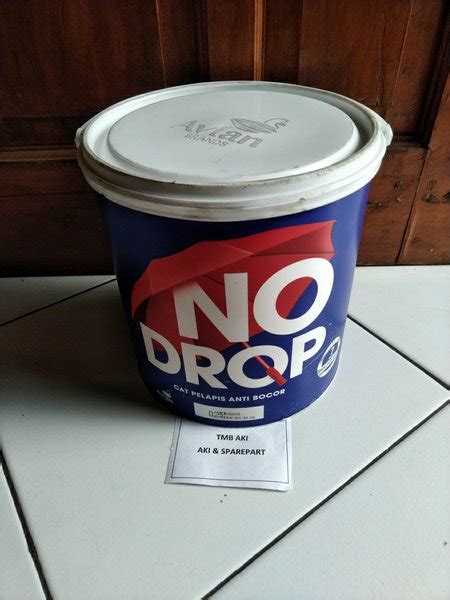 Avian
BRANDS
NO
DROP
CAT PELAPIS ANTI BOCOR
TMB AKI
AKI & SPAREPART